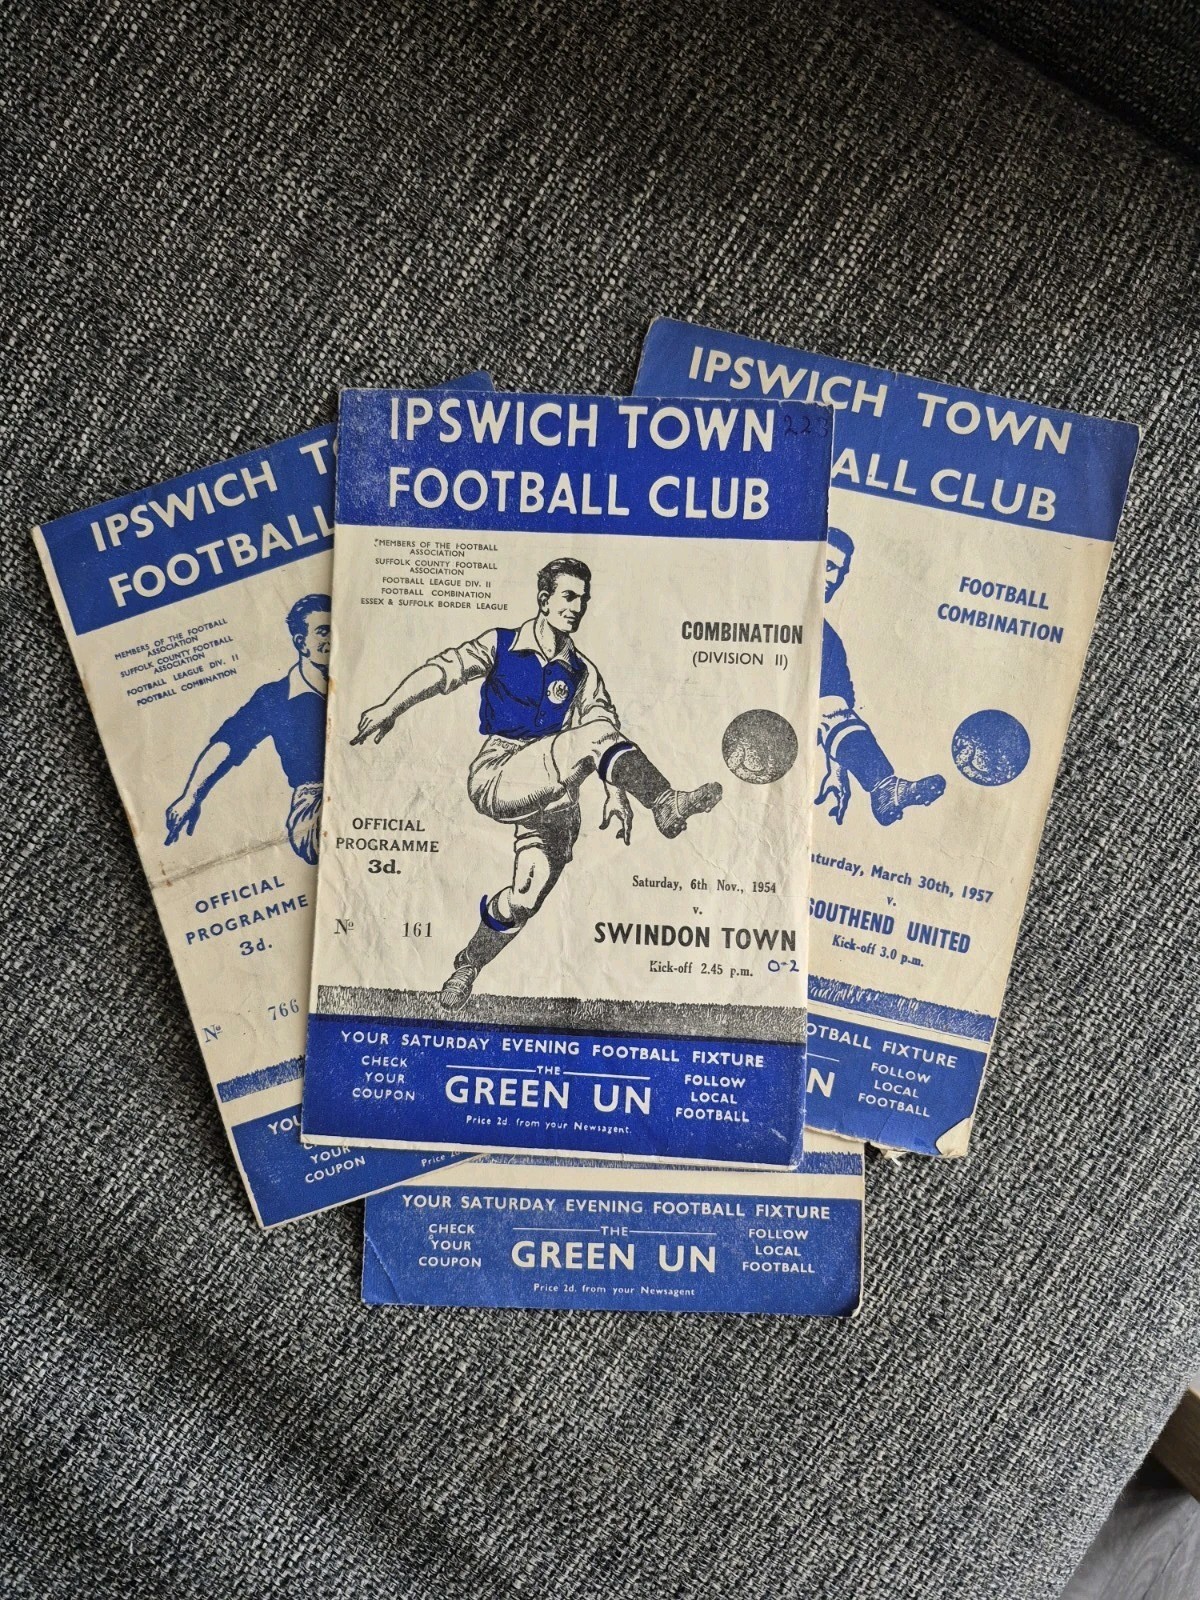 IPSWICH TOWN
FOOTBALL CLUB
MEMBERS OF THE FOOTBALL
ASSOCIATION
SUFFOLK COUNTY FOOTBALL
ASSOCIATION
FOOTBALL LEAGUE DIV. II
FOOTBALL COMBINATION
ESSEX & SUFFOLK BORDER LEAGUE
COMBINATION
(DIVISION II)
OFFICIAL
PROGRAMME
3d.
Nº 161
Saturday, 6th Nov., 1954
v.
SWINDON TOWN
Kick-off 2.45 p.m. 0-2
YOUR SATURDAY EVENING FOOTBALL FIXTURE
CHECK
YOUR
COUPON
THE
GREEN UN
FOLLOW
LOCAL
FOOTBALL
Price 2d. from your Newsagent.
IPSWICH T
FOOTBALL
MEMBERS OF THE FOOTBALL
ASSOCIATION
SUFFOLK COUNTY FOOTBALL
ASSOCIATION
FOOTBALL LEAGUE DIV. II
FOOTBALL COMBINATION
OFFICIAL
PROGRAMME
3d.
Nº 766
YOU
YOUR
COUPON
Price 2d
IPSWICH TOWN
ALL CLUB
FOOTBALL
COMBINATION
aturday, March 30th, 1957
v.
SOUTHEND UNITED
Kick-off 3.0 p.m.
OTBALL FIXTURE
N
FOLLOW
LOCAL
FOOTBALL
YOUR SATURDAY EVENING FOOTBALL FIXTURE
CHECK
YOUR
COUPON
THE
GREEN UN
FOLLOW
LOCAL
FOOTBALL
Price 2d. from your Newsagent